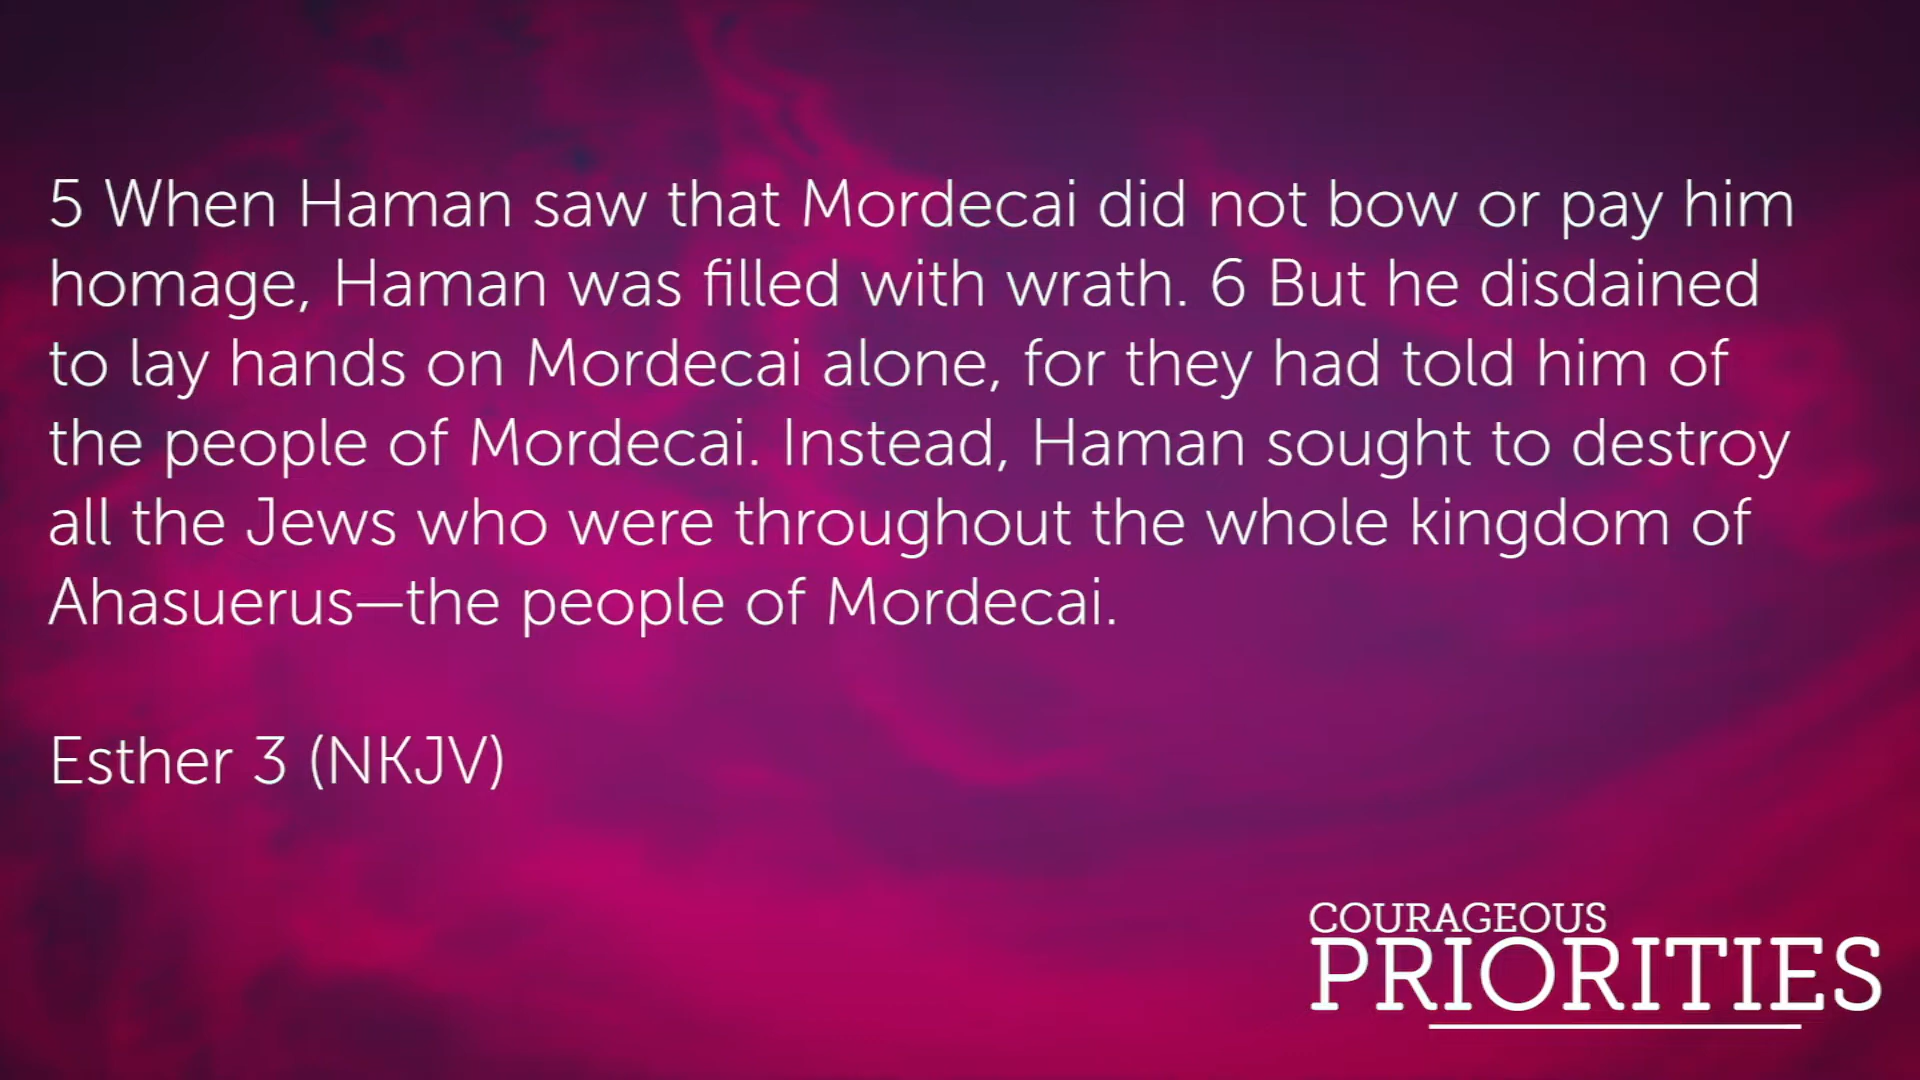 5 When Haman saw that Mordecai did not bow or pay him
homage, Haman was filled with wrath. 6 But he disdained
to lay hands on Mordecai alone, for they had told him of
the people of Mordecai. Instead, Haman sought to destroy
all the Jews who were throughout the whole kingdom of
Ahasuerus—the people of Mordecai.
Esther 3 (NKJV)
COURAGEOUS
PRIORITIES